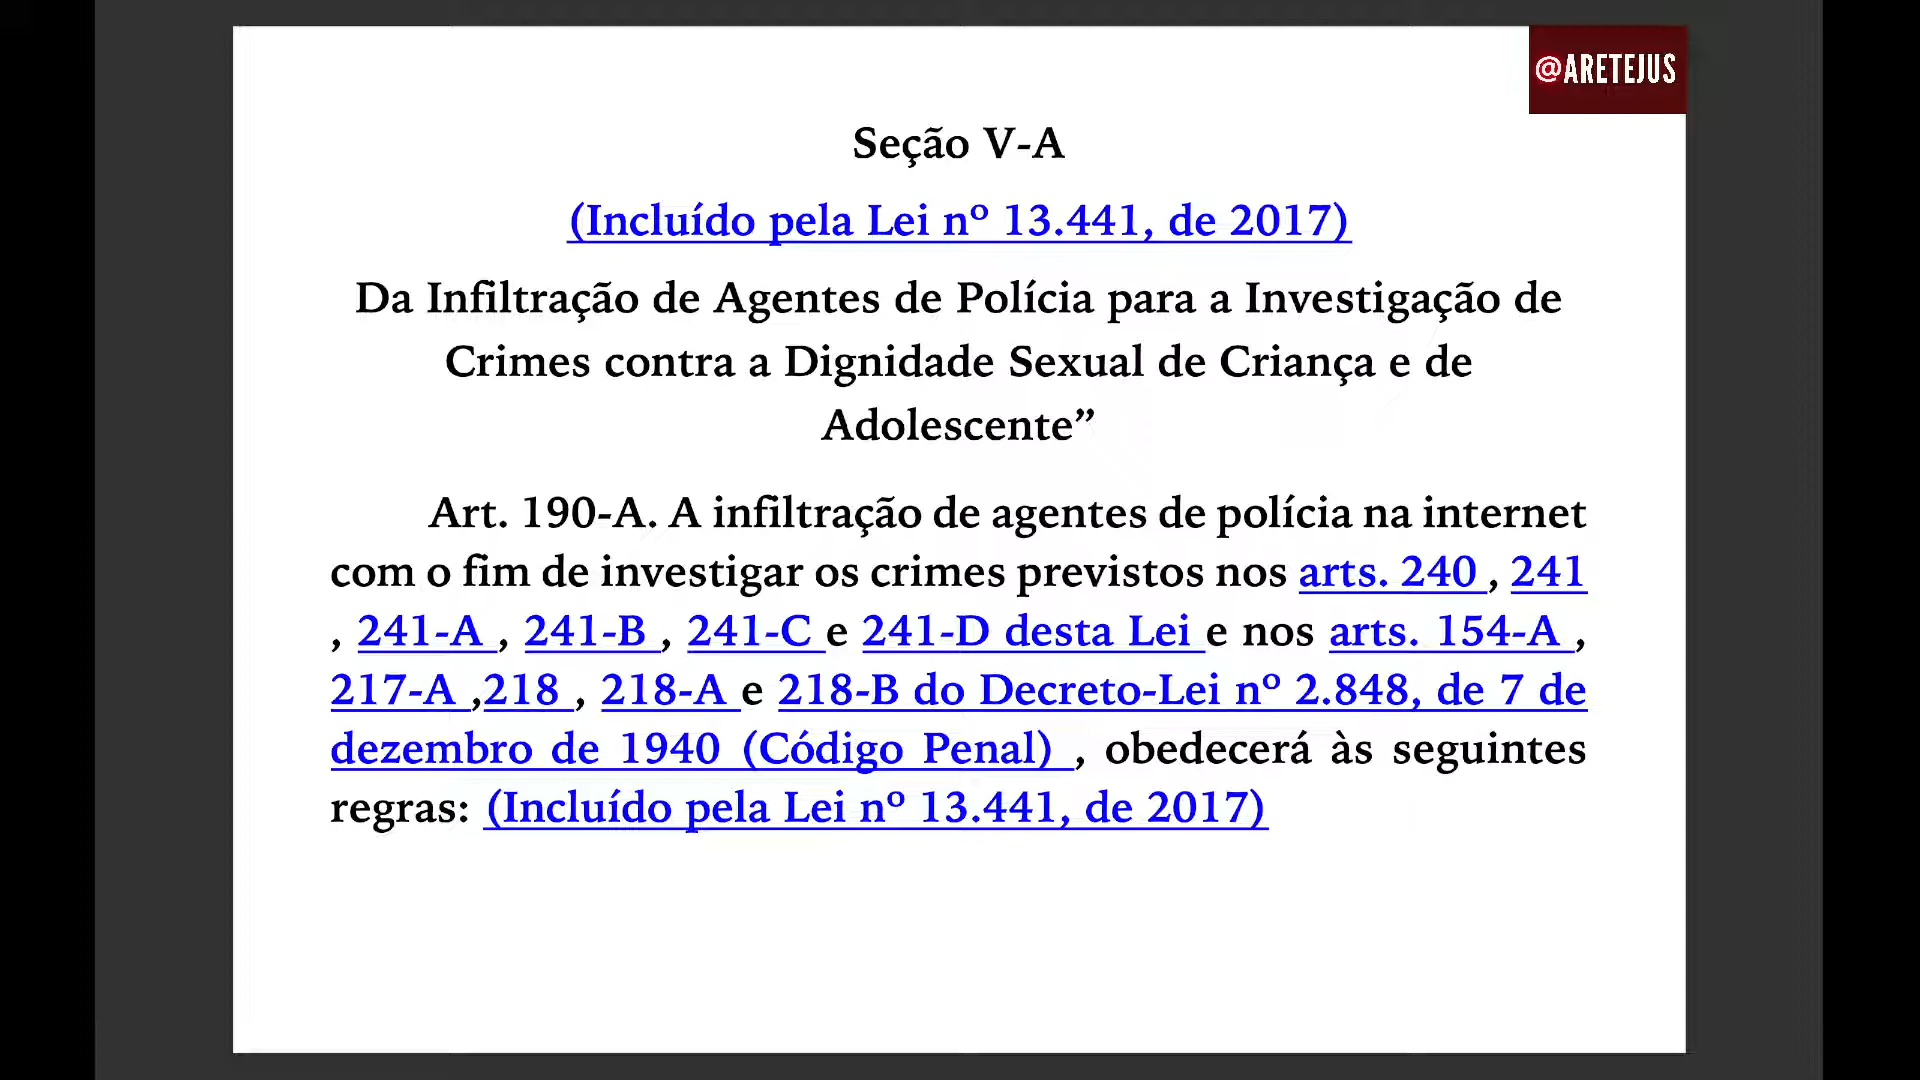 @ARETEJUS
Seção V-A
(Incluído pela Lei nº 13.441, de 2017)
Da Infiltração de Agentes de Polícia para a Investigação de
Crimes contra a Dignidade Sexual de Criança e de
Adolescente”
Art. 190-A. A infiltração de agentes de polícia na internet
com o fim de investigar os crimes previstos nos arts. 240 , 241
, 241-A , 241-B , 241-C e 241-D desta Lei e nos arts. 154-A ,
217-A ,218 , 218-A e 218-B do Decreto-Lei nº 2.848, de 7 de
dezembro de 1940 (Código Penal) , obedecerá às seguintes
regras: (Incluído pela Lei nº 13.441, de 2017)